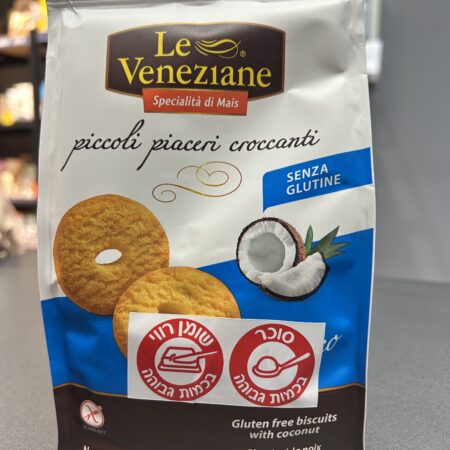 Le
Veneziane
®
Specialità di Mais
piccoli piaceri croccanti
SENZA
GLUTINE
שומן רווי
בכמות גבוהה
סוכר
בכמות גבוהה
Gluten free biscuits
with coconut